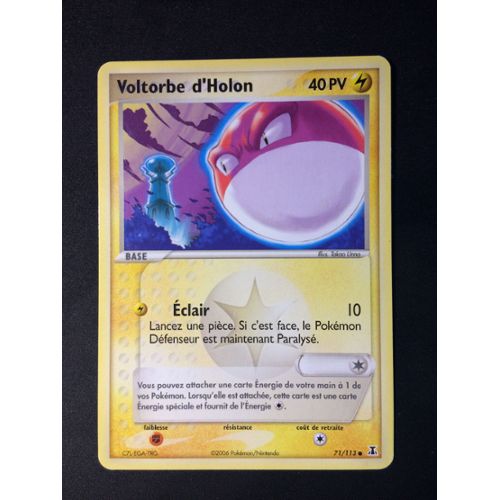 Voltorbe d'Holon 40 PV
BASE
Illus. Takao Unno
Éclair 10
Lancez une pièce. Si c'est face, le Pokémon
Défenseur est maintenant Paralysé.
Vous pouvez attacher une carte Énergie de votre main à 1 de
vos Pokémon. Lorsqu'elle est attachée, cette carte est une carte
Énergie spéciale et fournit de l'Énergie
faiblesse résistance coût de retraite
©2006 Pokémon/Nintendo 71/113